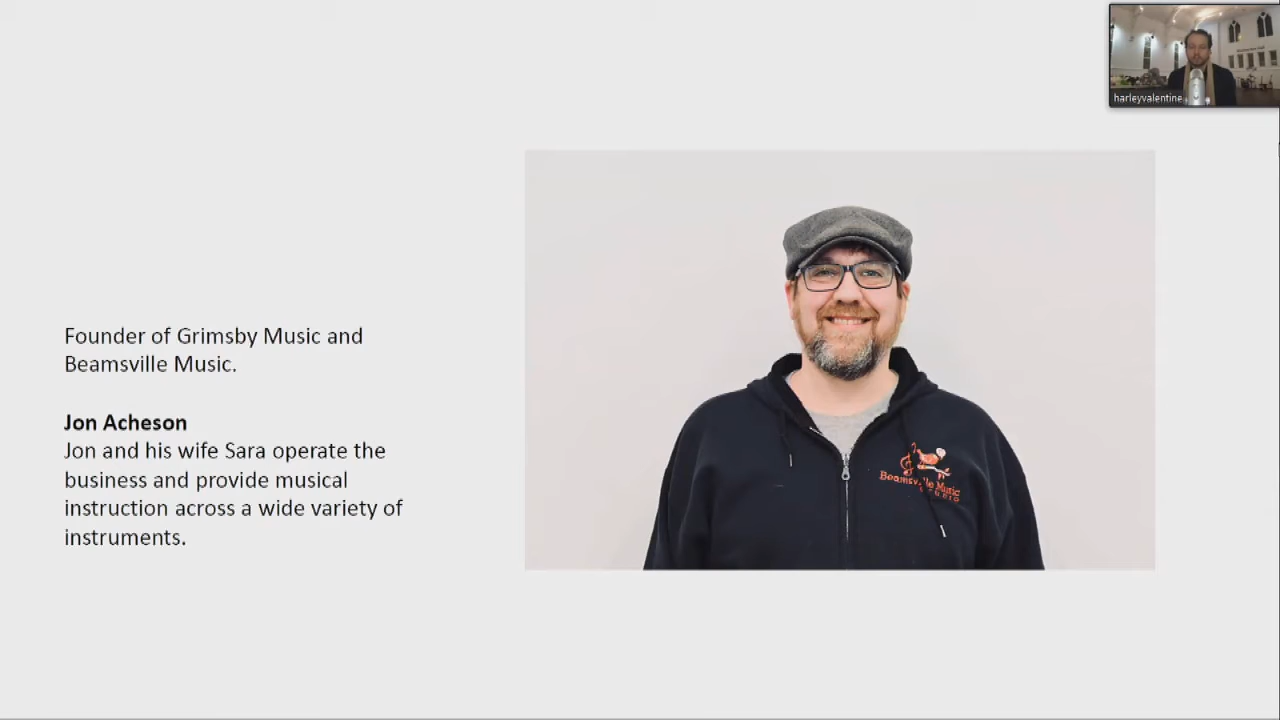 harleyvalentine
Founder of Grimsby Music and
Beamsville Music.
Jon Acheson
Jon and his wife Sara operate the
business and provide musical
instruction across a wide variety of
instruments.
Beamsville Music
STUDIO